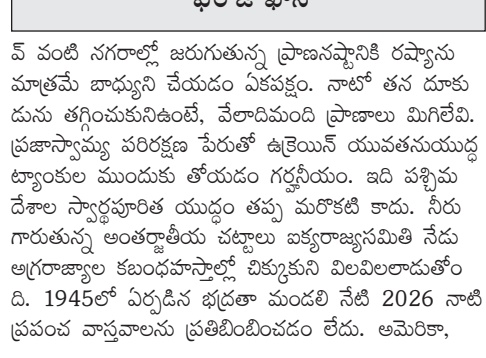 వ్ వంటి నగరాల్లో జరుగుతున్న ప్రాణనష్టానికి రష్యాను
మాత్రమే బాధ్యుని చేయడం ఏకపక్షం. నాటో తన దూకు
డును తగ్గించుకునిఉంటే, వేలాదిమంది ప్రాణాలు మిగిలేవి.
ప్రజాస్వామ్య పరిరక్షణ పేరుతో ఉక్రెయిన్ యువతనుయుద్ధ
ట్యాంకుల ముందుకు తోయడం గర్హనీయం. ఇది పశ్చిమ
దేశాల స్వార్థపూరిత యుద్ధం తప్ప మరొకటి కాదు. నీరు
గారుతున్న అంతర్జాతీయ చట్టాలు ఐక్యరాజ్యసమితి నేడు
అగ్రరాజ్యాల కబంధహస్తాల్లో చిక్కుకుని విలవిలలాడుతోం
ది. 1945లో ఏర్పడిన భద్రతా మండలి నేటి 2026 నాటి
ప్రపంచ వాస్తవాలను ప్రతిబింబించడం లేదు. అమెరికా,